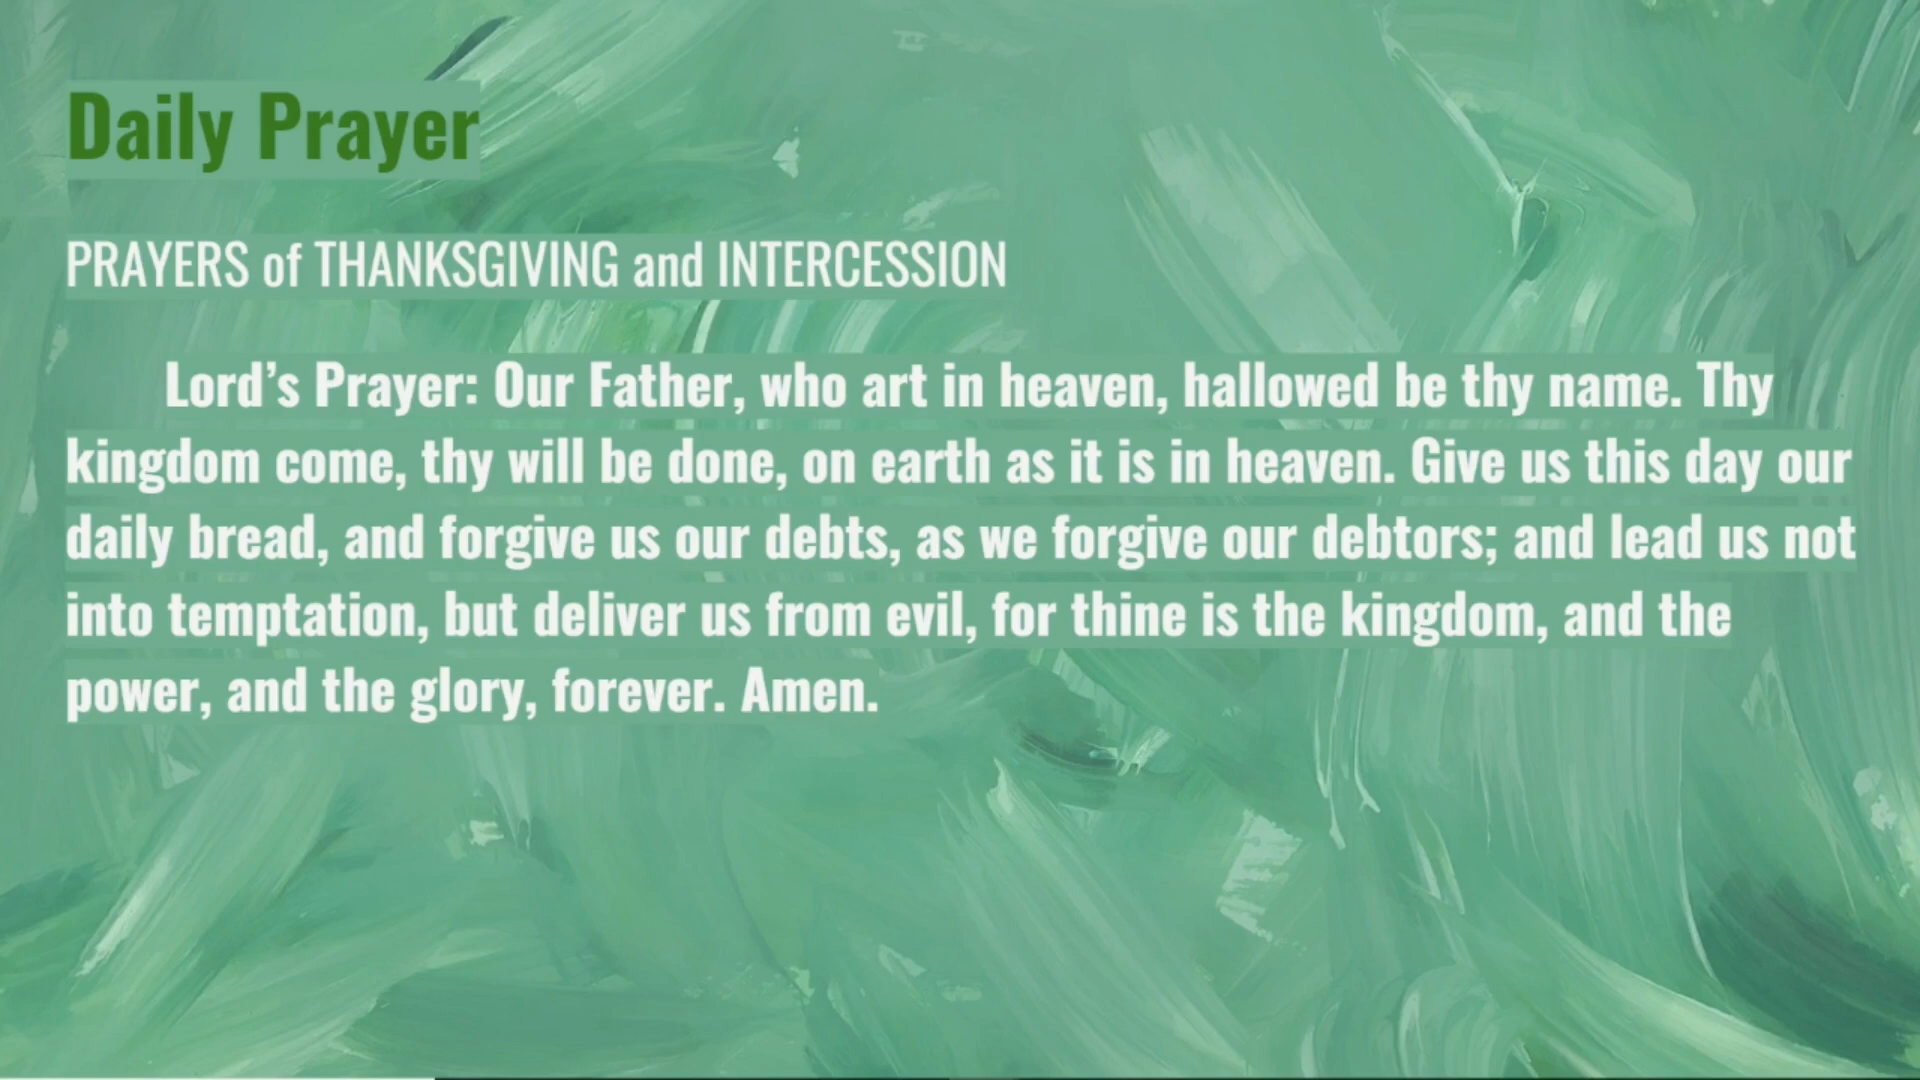 Daily Prayer
PRAYERS of THANKSGIVING and INTERCESSION
Lord’s Prayer: Our Father, who art in heaven, hallowed be thy name. Thy
kingdom come, thy will be done, on earth as it is in heaven. Give us this day our
daily bread, and forgive us our debts, as we forgive our debtors; and lead us not
into temptation, but deliver us from evil, for thine is the kingdom, and the
power, and the glory, forever. Amen.